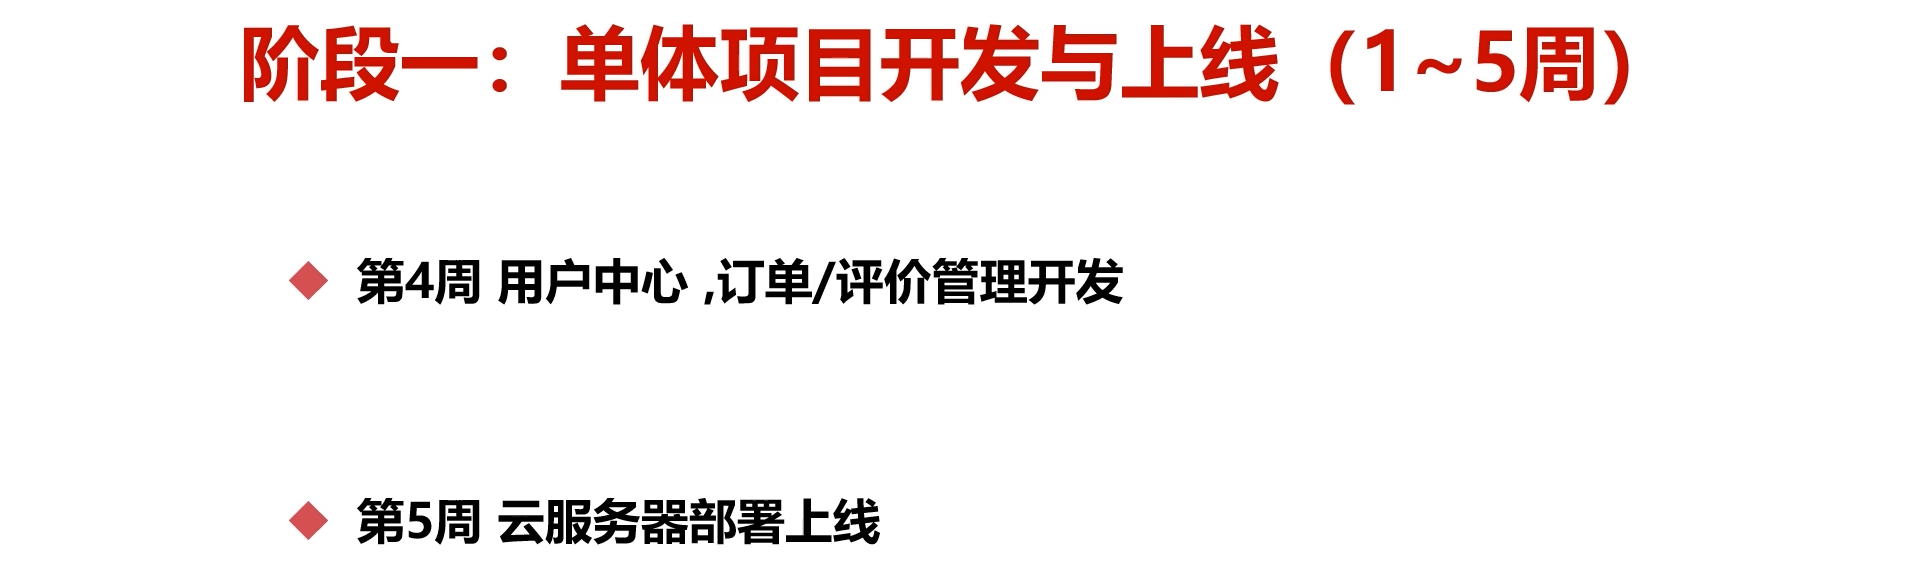 阶段一：单体项目开发与上线（1~5周）
第4周 用户中心 ,订单/评价管理开发
第5周 云服务器部署上线